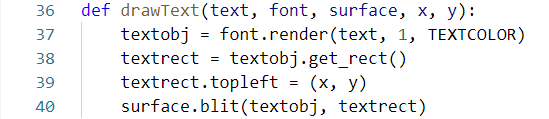 36 def drawText(text, font, surface, x, y):
37     textobj = font.render(text, 1, TEXTCOLOR)
38     textrect = textobj.get_rect()
39     textrect.topleft = (x, y)
40     surface.blit(textobj, textrect)